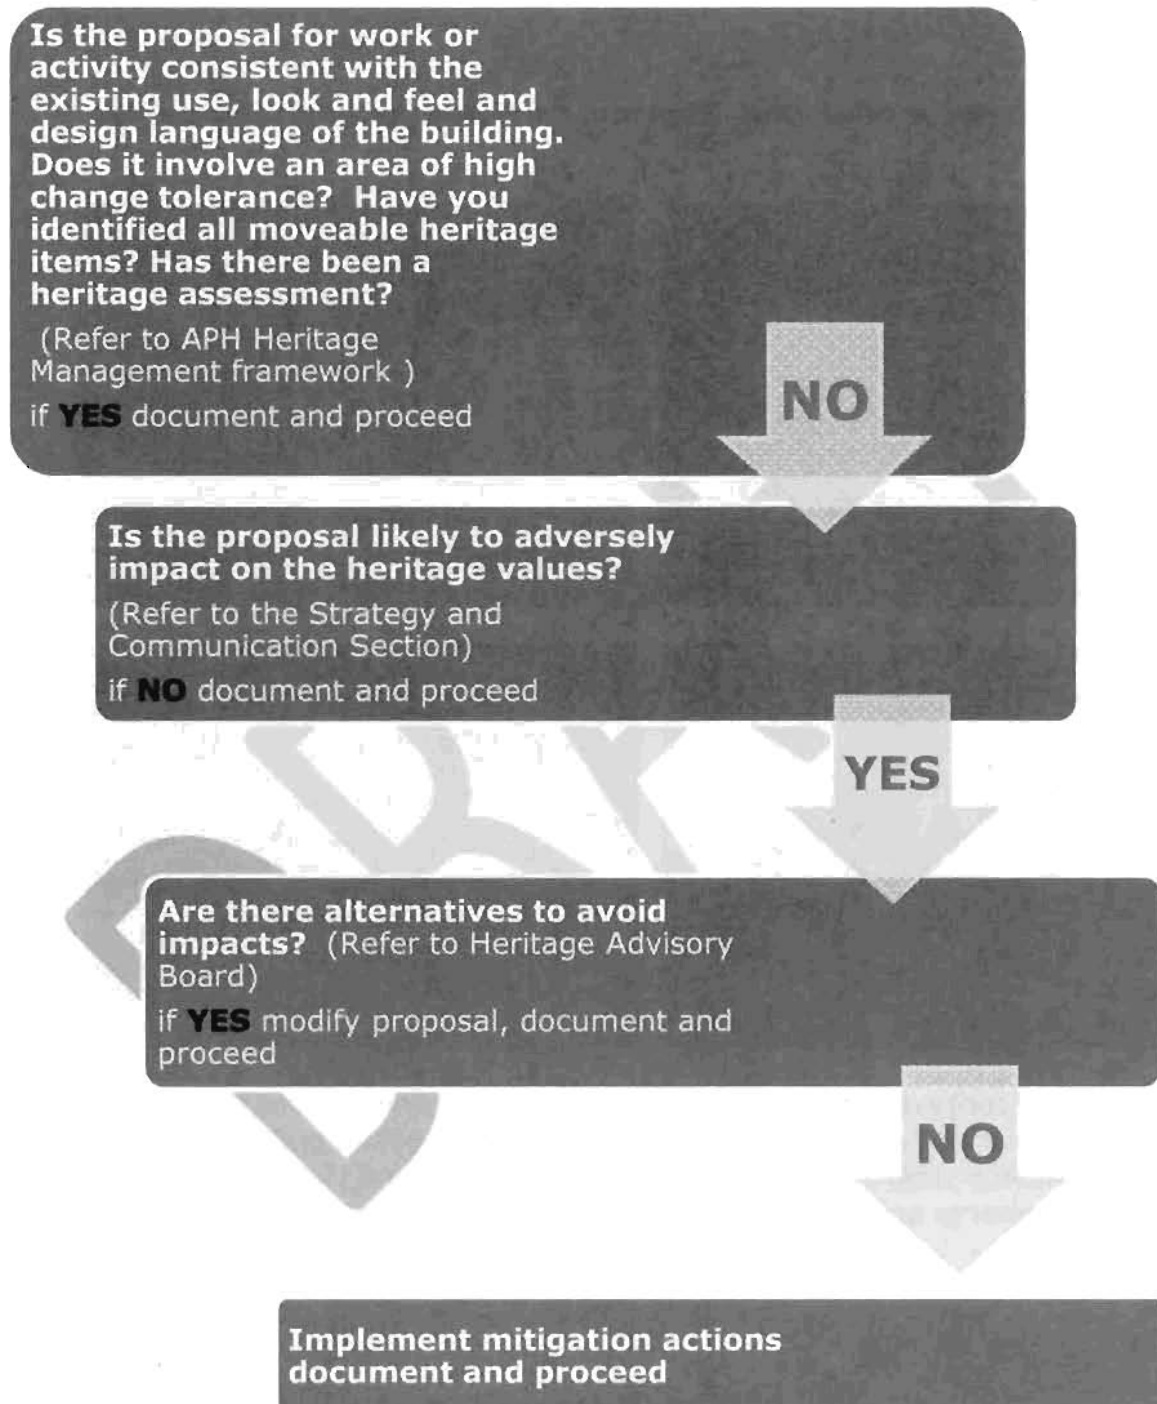 Is the proposal for work or
activity consistent with the
existing use, look and feel and
design language of the building.
Does it involve an area of high
change tolerance?  Have you
identified all moveable heritage
items? Has there been a
heritage assessment?
(Refer to APH Heritage
Management framework )
if YES document and proceed
NO
Is the proposal likely to adversely
impact on the heritage values?
(Refer to the Strategy and
Communication Section)
if NO document and proceed
YES
Are there alternatives to avoid
impacts?  (Refer to Heritage Advisory
Board)
if YES modify proposal, document and
proceed
NO
Implement mitigation actions
document and proceed